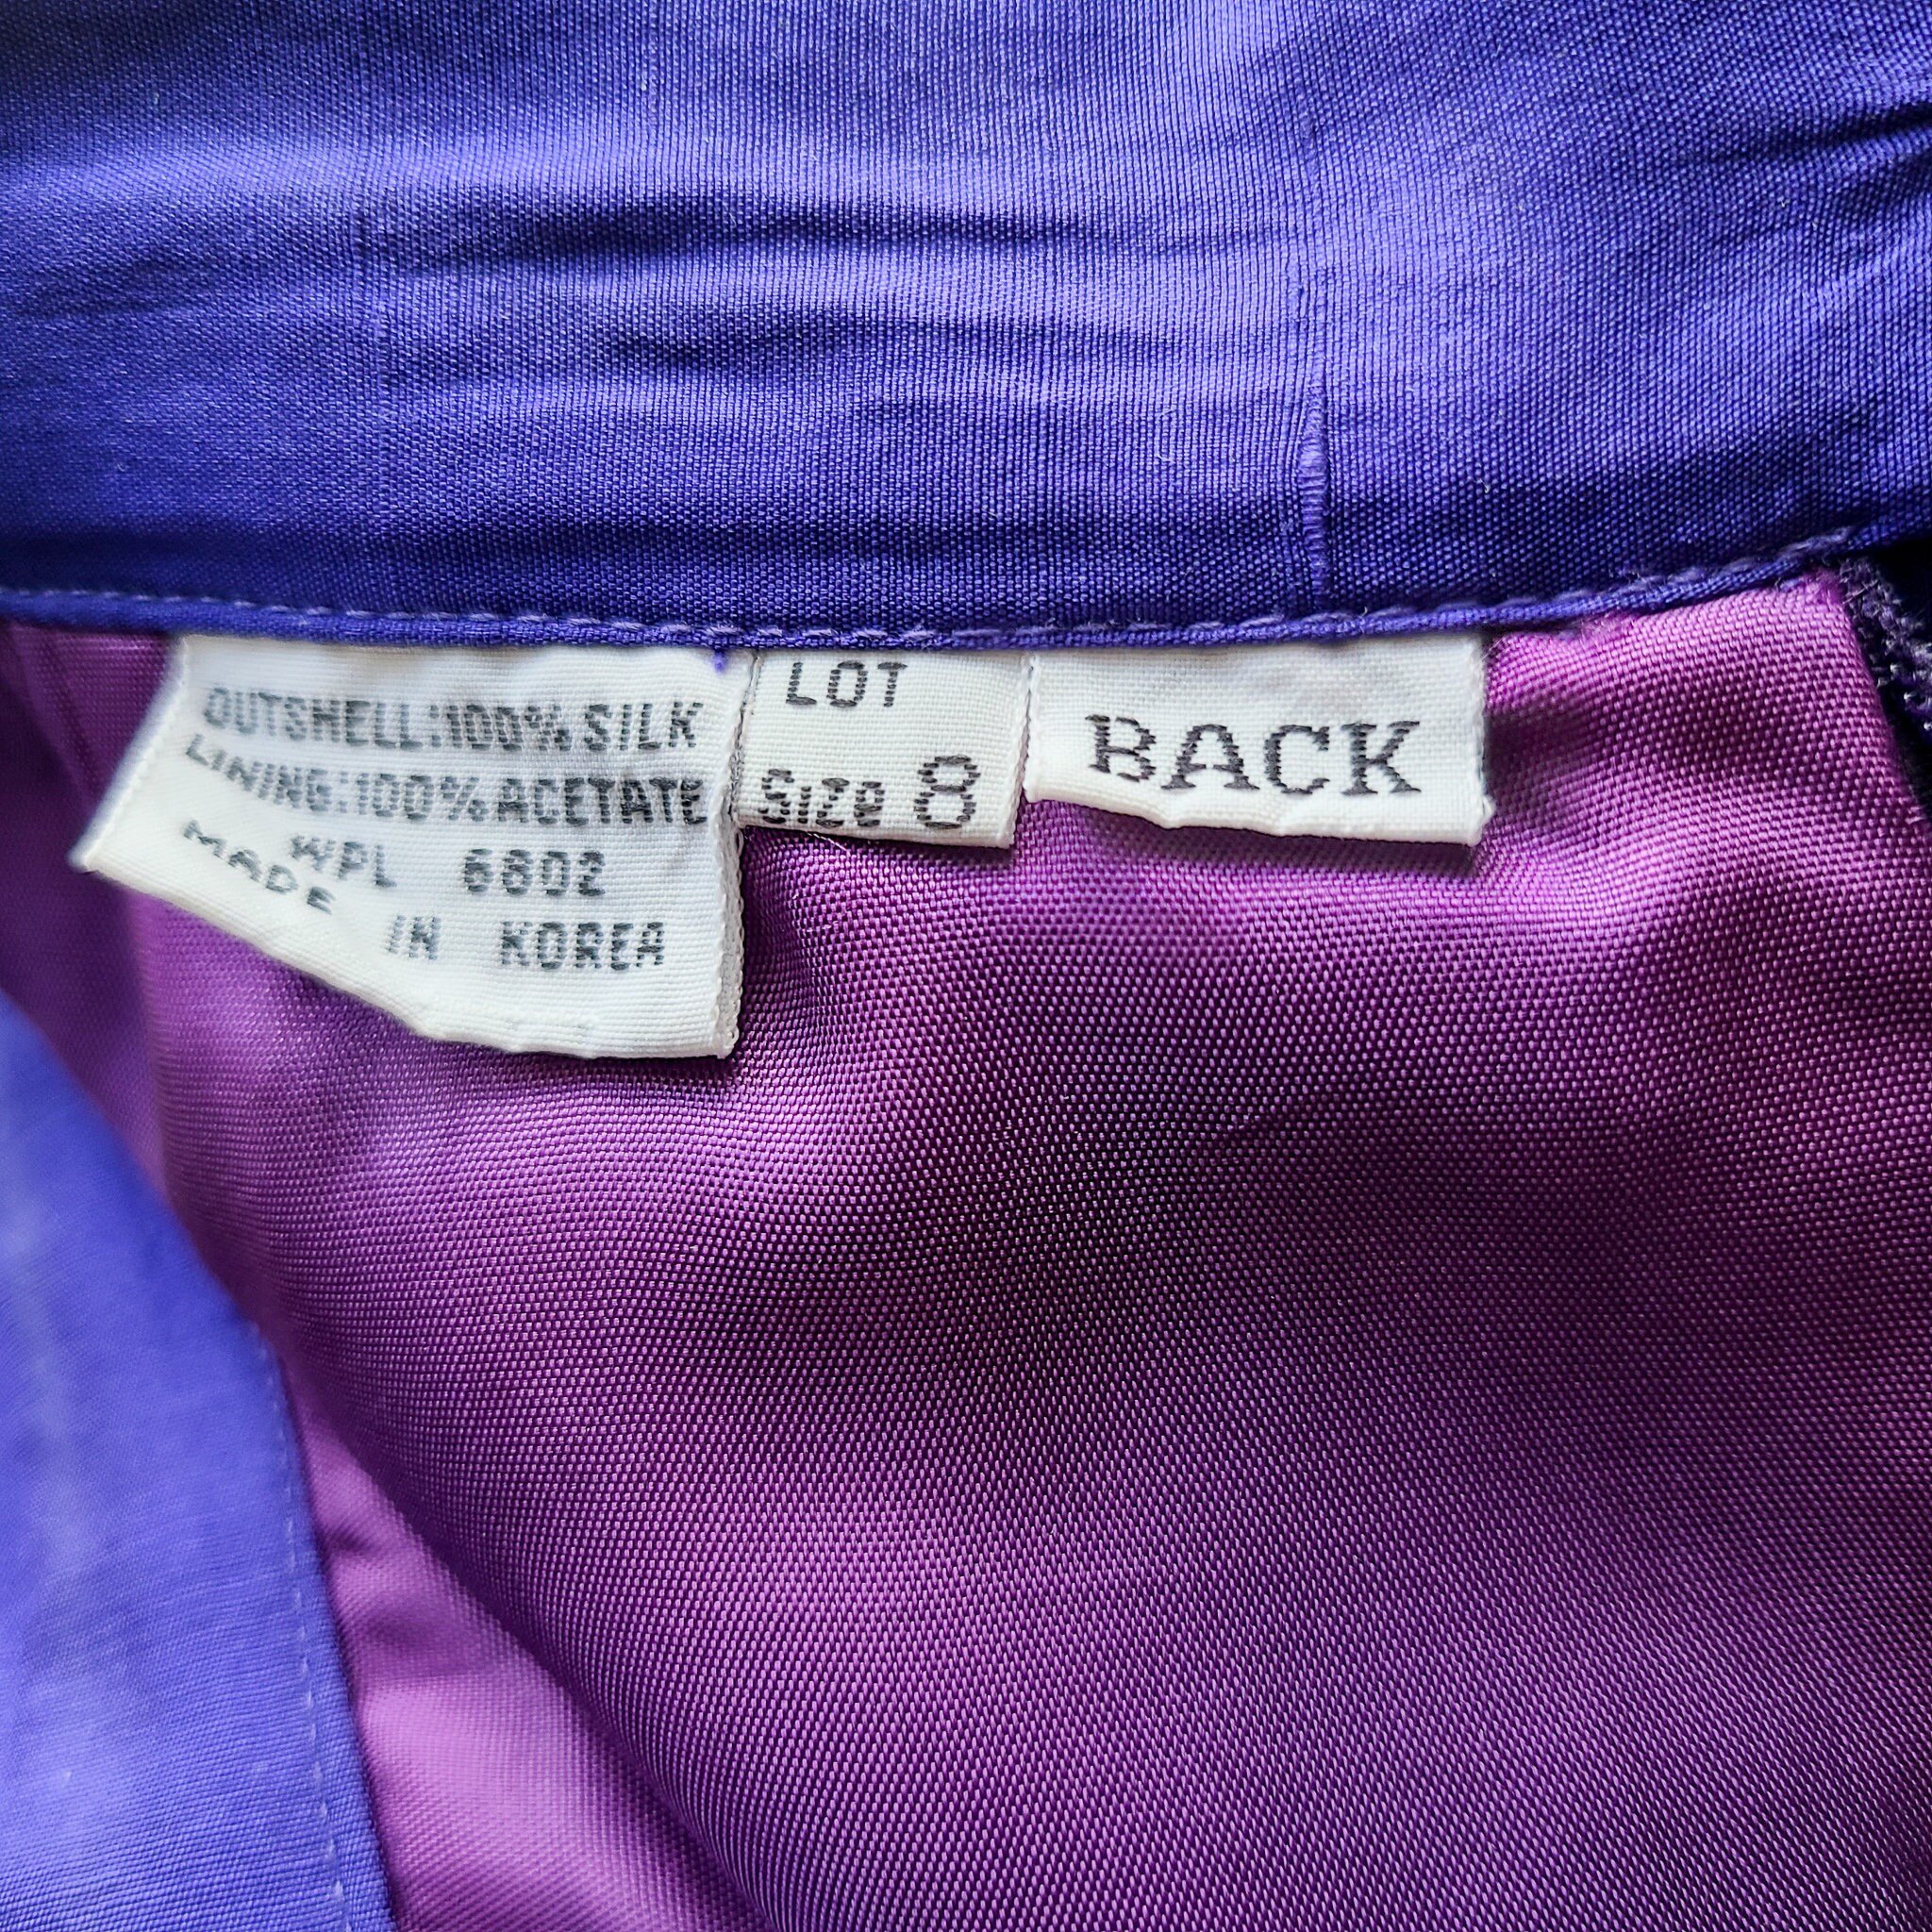 OUTSHELL:100% SILK
LINING:100% ACETATE
WPL 6802
MADE IN KOREA
LOT
SIZE 8
BACK